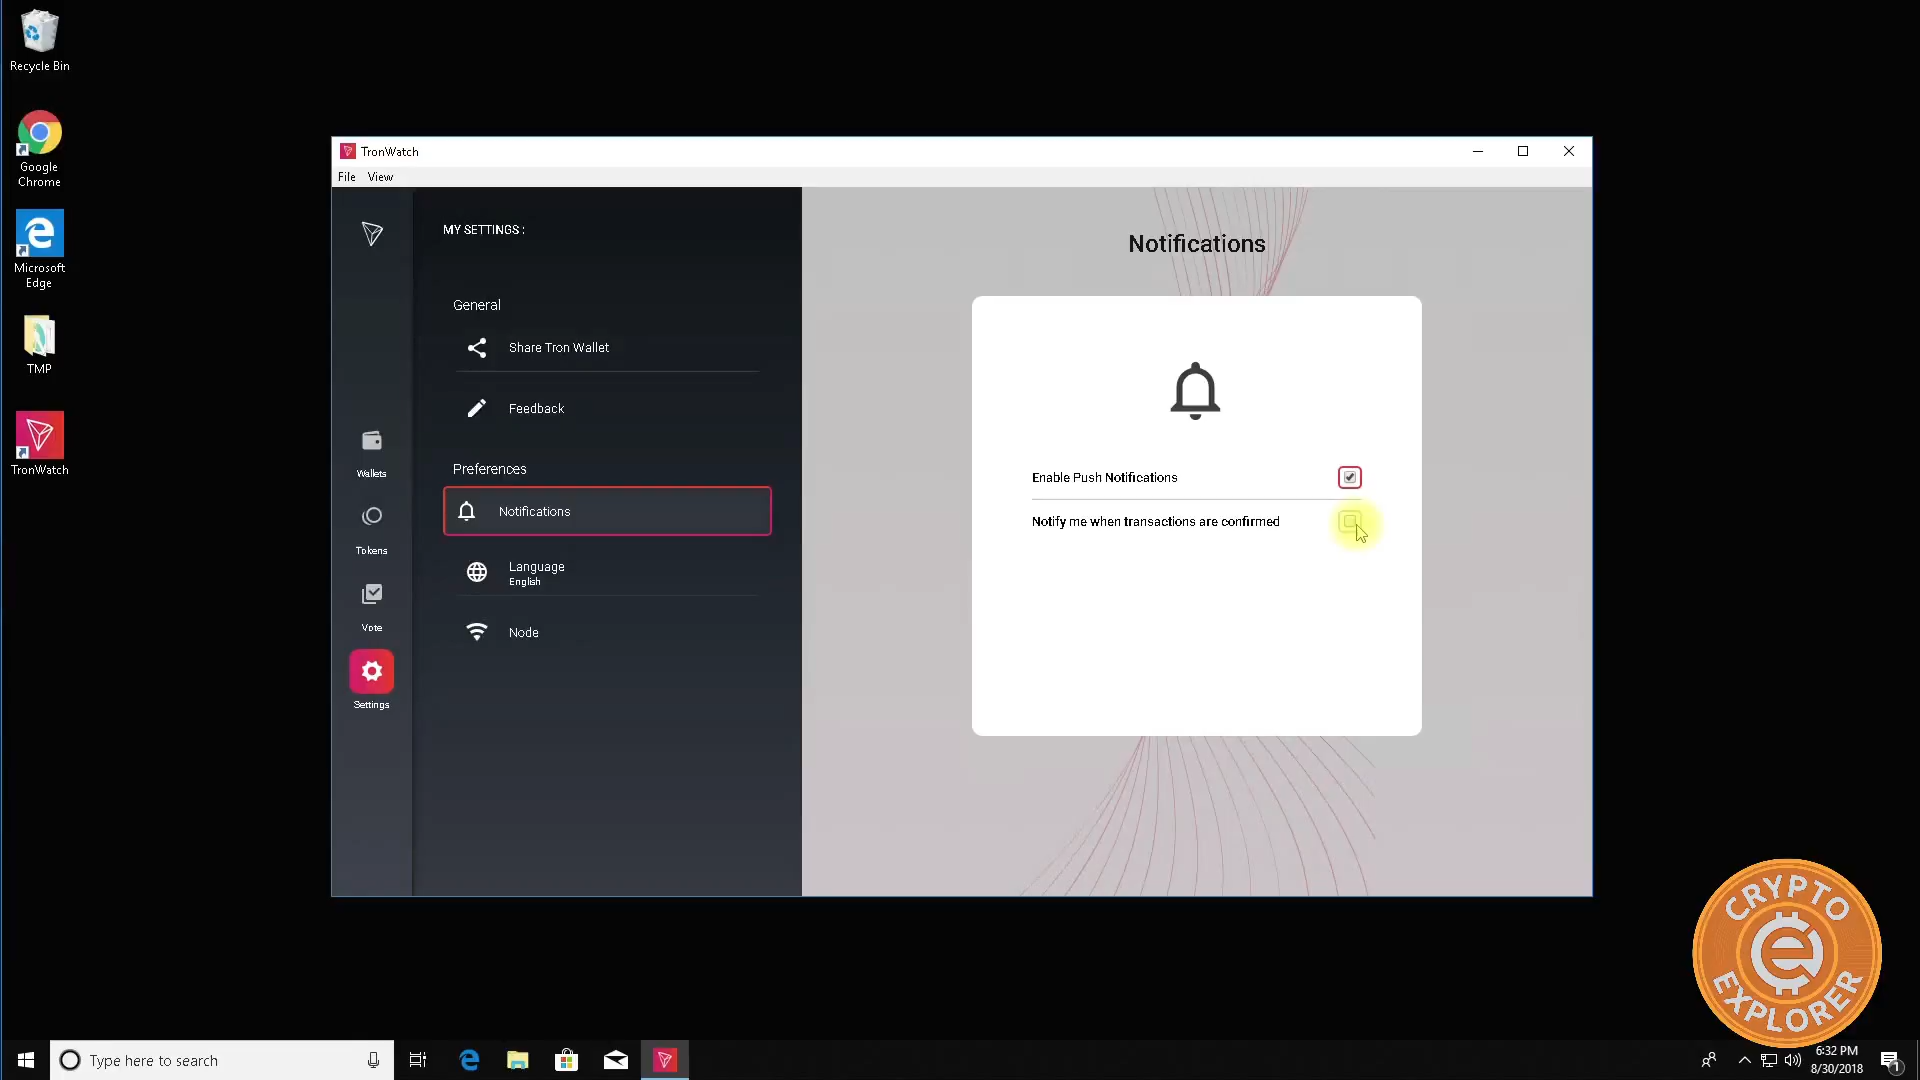 Recycle Bin
Google
Chrome
Microsoft
Edge
TMP
TronWatch
TronWatch
File View
MY SETTINGS :
General
Share Tron Wallet
Feedback
Preferences
Notifications
Language
English
Node
Wallets
Tokens
Vote
Settings
Notifications
Enable Push Notifications
Notify me when transactions are confirmed
CRYPTO
EXPLORER
Type here to search
6:32 PM
8/30/2018
1